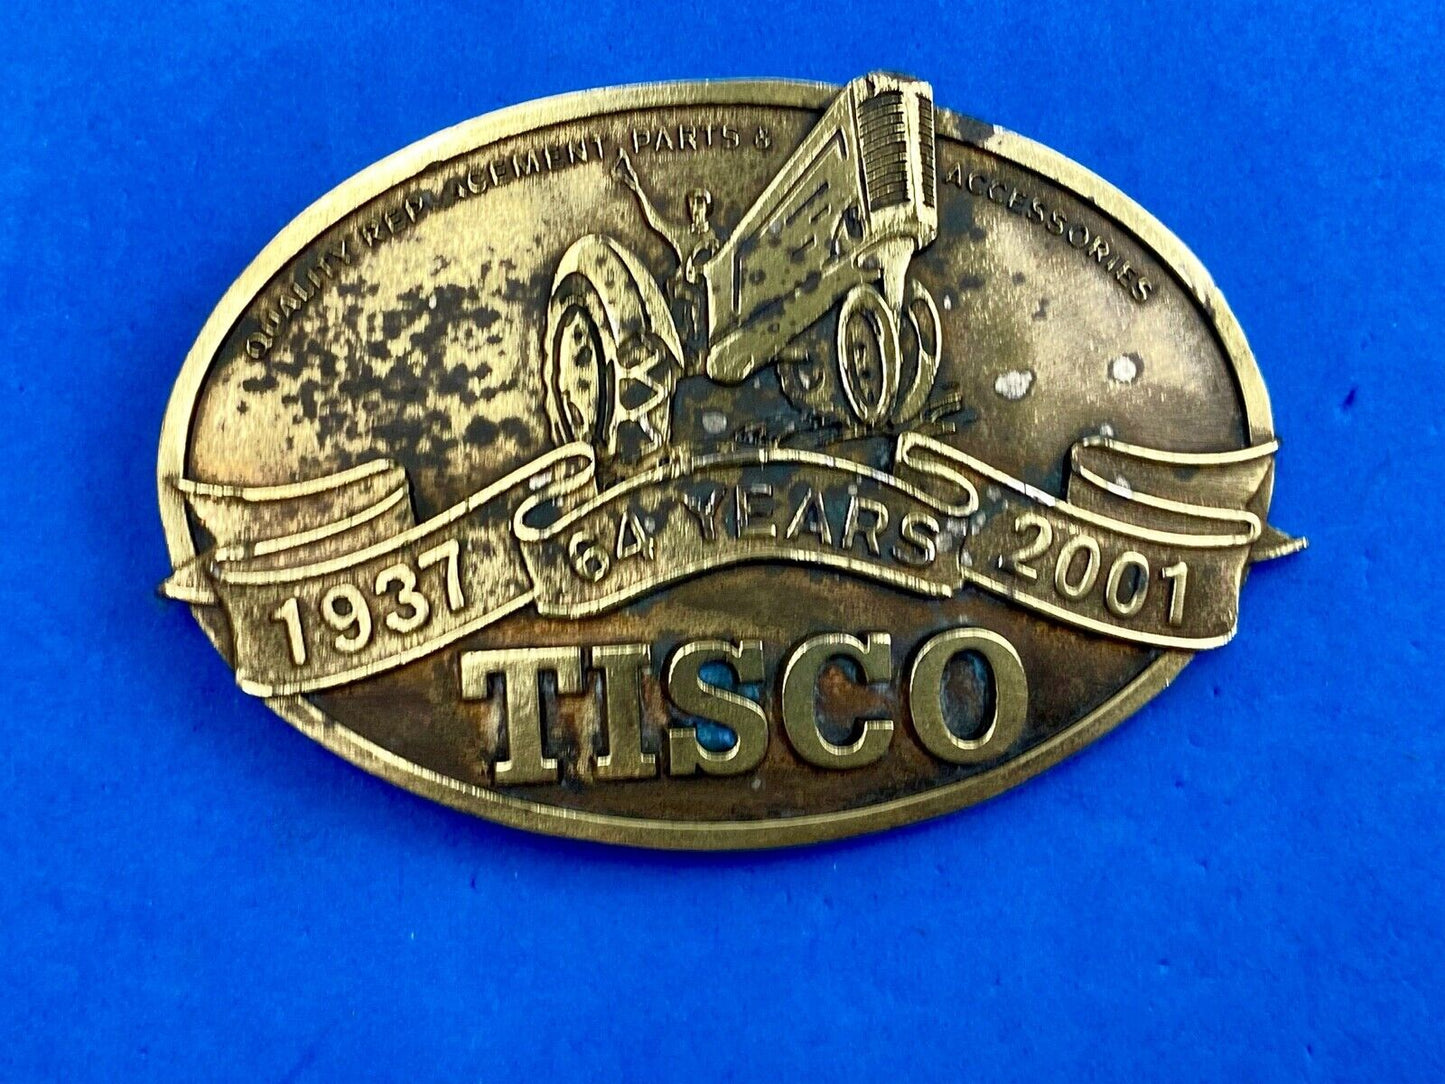 QUALITY REPLACEMENT PARTS & ACCESSORIES
1937 64 YEARS 2001
TISCO